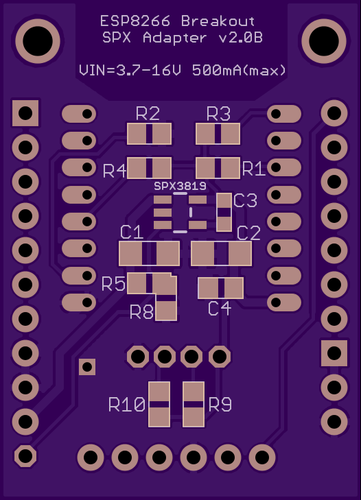 ESP8266 Breakout
SPX Adapter v2.0B
VIN=3.7-16V 500mA(max)
R2 R3
R4 R1
SPX3819
C3
C1 C2
R5
R8 C4
R10 R9